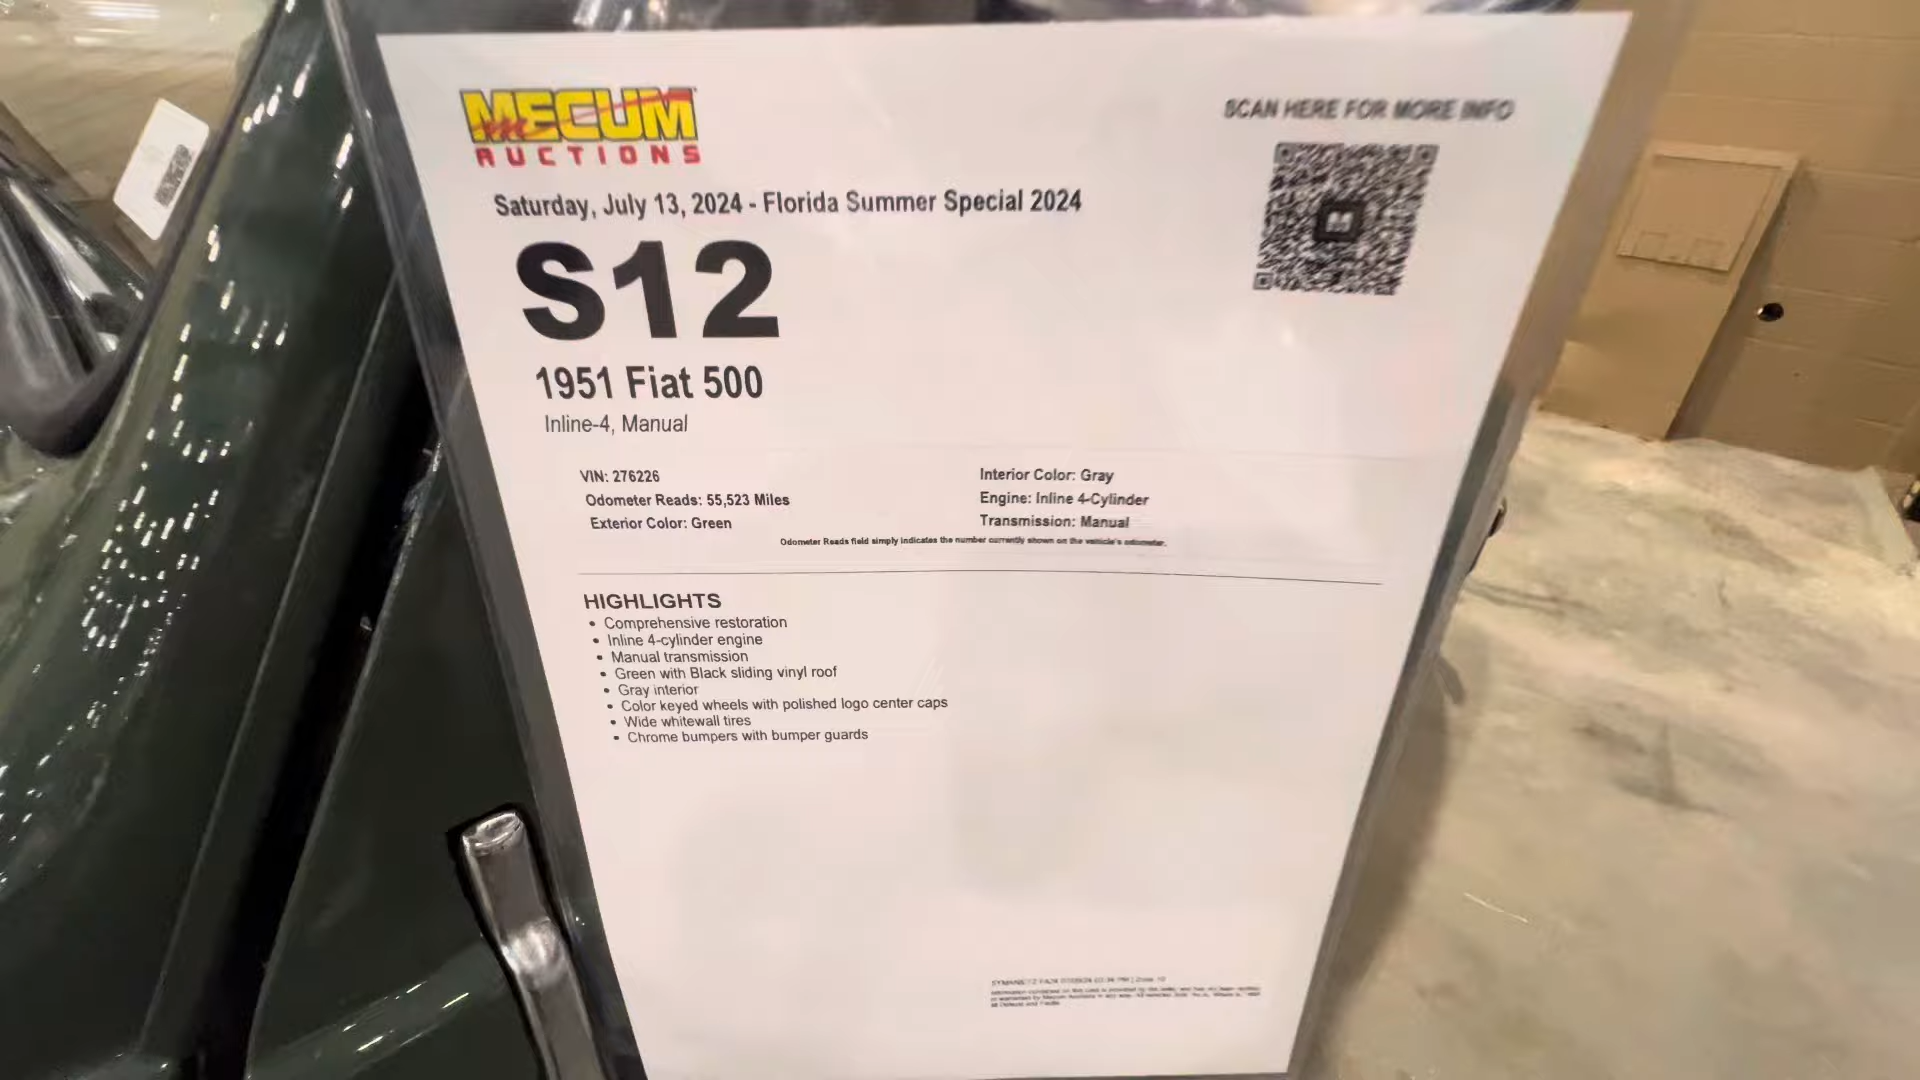 MECUM
AUCTIONS
SCAN HERE FOR MORE INFO
Saturday, July 13, 2024 - Florida Summer Special 2024
S12
1951 Fiat 500
Inline-4, Manual
VIN: 276226
Odometer Reads: 55,523 Miles
Exterior Color: Green
Interior Color: Gray
Engine: Inline 4-Cylinder
Transmission: Manual
Odometer Reads field simply indicates the number currently shown on the vehicle's odometer.
HIGHLIGHTS
• Comprehensive restoration
• Inline 4-cylinder engine
• Manual transmission
• Green with Black sliding vinyl roof
• Gray interior
• Color keyed wheels with polished logo center caps
• Wide whitewall tires
• Chrome bumpers with bumper guards